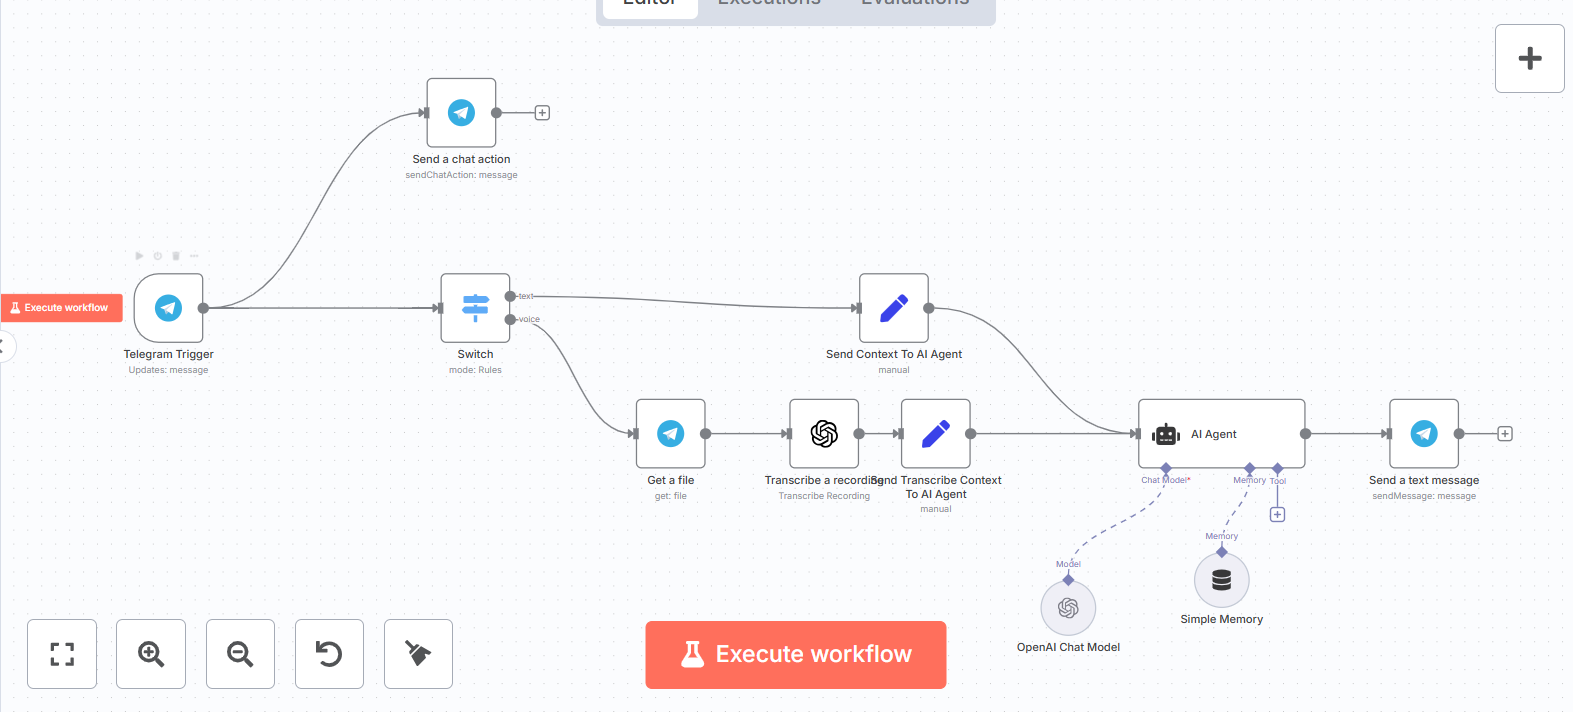 Editor Executions Evaluations
Send a chat action
sendChatAction: message
Execute workflow
Telegram Trigger
Updates: message
Switch
mode: Rules
text
voice
Send Context To AI Agent
manual
Get a file
get: file
Transcribe a recording
Transcribe Recording
Send Transcribe Context
To AI Agent
manual
AI Agent
Chat Model*
Memory
Tool
Send a text message
sendMessage: message
Model
OpenAI Chat Model
Memory
Simple Memory
Execute workflow